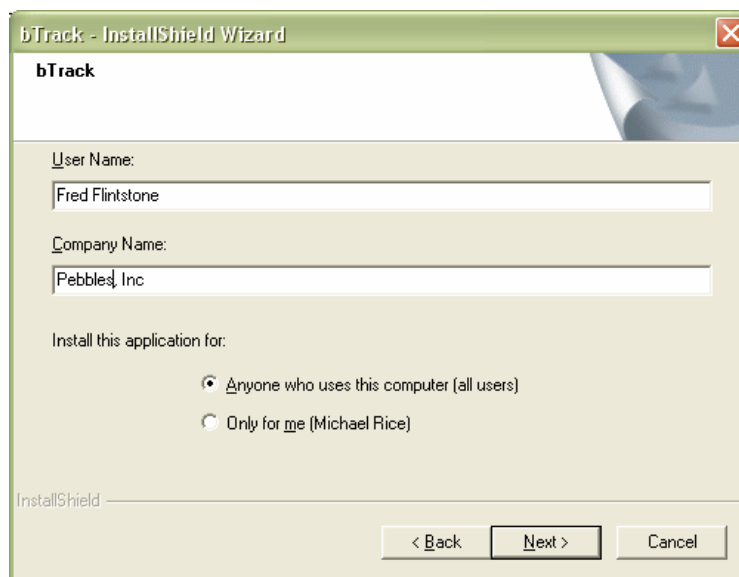 bTrack - InstallShield Wizard
bTrack
User Name:
Fred Flintstone
Company Name:
Pebbles, Inc
Install this application for:
Anyone who uses this computer (all users)
Only for me (Michael Rice)
InstallShield
< Back Next > Cancel